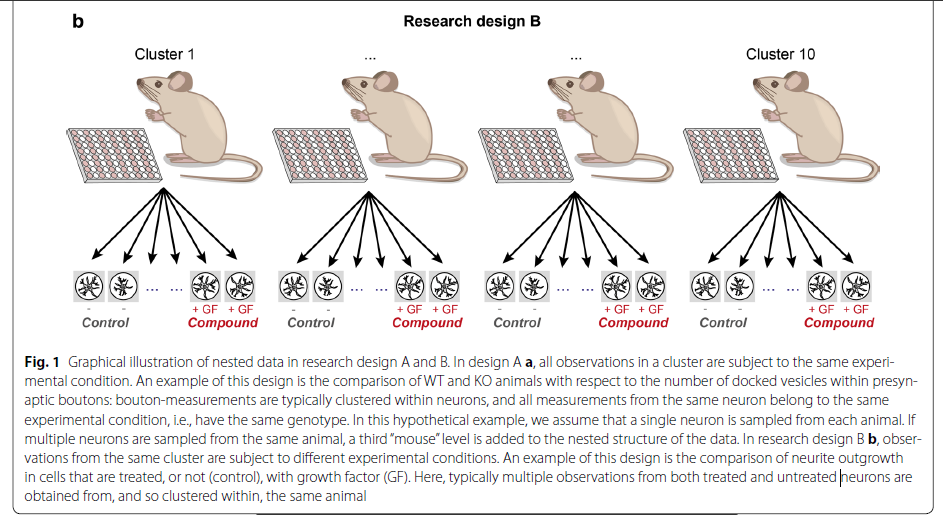 b Research design B
Cluster 1 ... ... Cluster 10
... ... ... ... ... ... ... ...
- - + GF + GF - - + GF + GF - - + GF + GF - - + GF + GF
Control Compound Control Compound Control Compound Control Compound
Fig. 1 Graphical illustration of nested data in research design A and B. In design A a, all observations in a cluster are subject to the same experi-
mental condition. An example of this design is the comparison of WT and KO animals with respect to the number of docked vesicles within presyn-
aptic boutons: bouton-measurements are typically clustered within neurons, and all measurements from the same neuron belong to the same
experimental condition, i.e., have the same genotype. In this hypothetical example, we assume that a single neuron is sampled from each animal. If
multiple neurons are sampled from the same animal, a third “mouse” level is added to the nested structure of the data. In research design B b, obser-
vations from the same cluster are subject to different experimental conditions. An example of this design is the comparison of neurite outgrowth
in cells that are treated, or not (control), with growth factor (GF). Here, typically multiple observations from both treated and untreated neurons are
obtained from, and so clustered within, the same animal